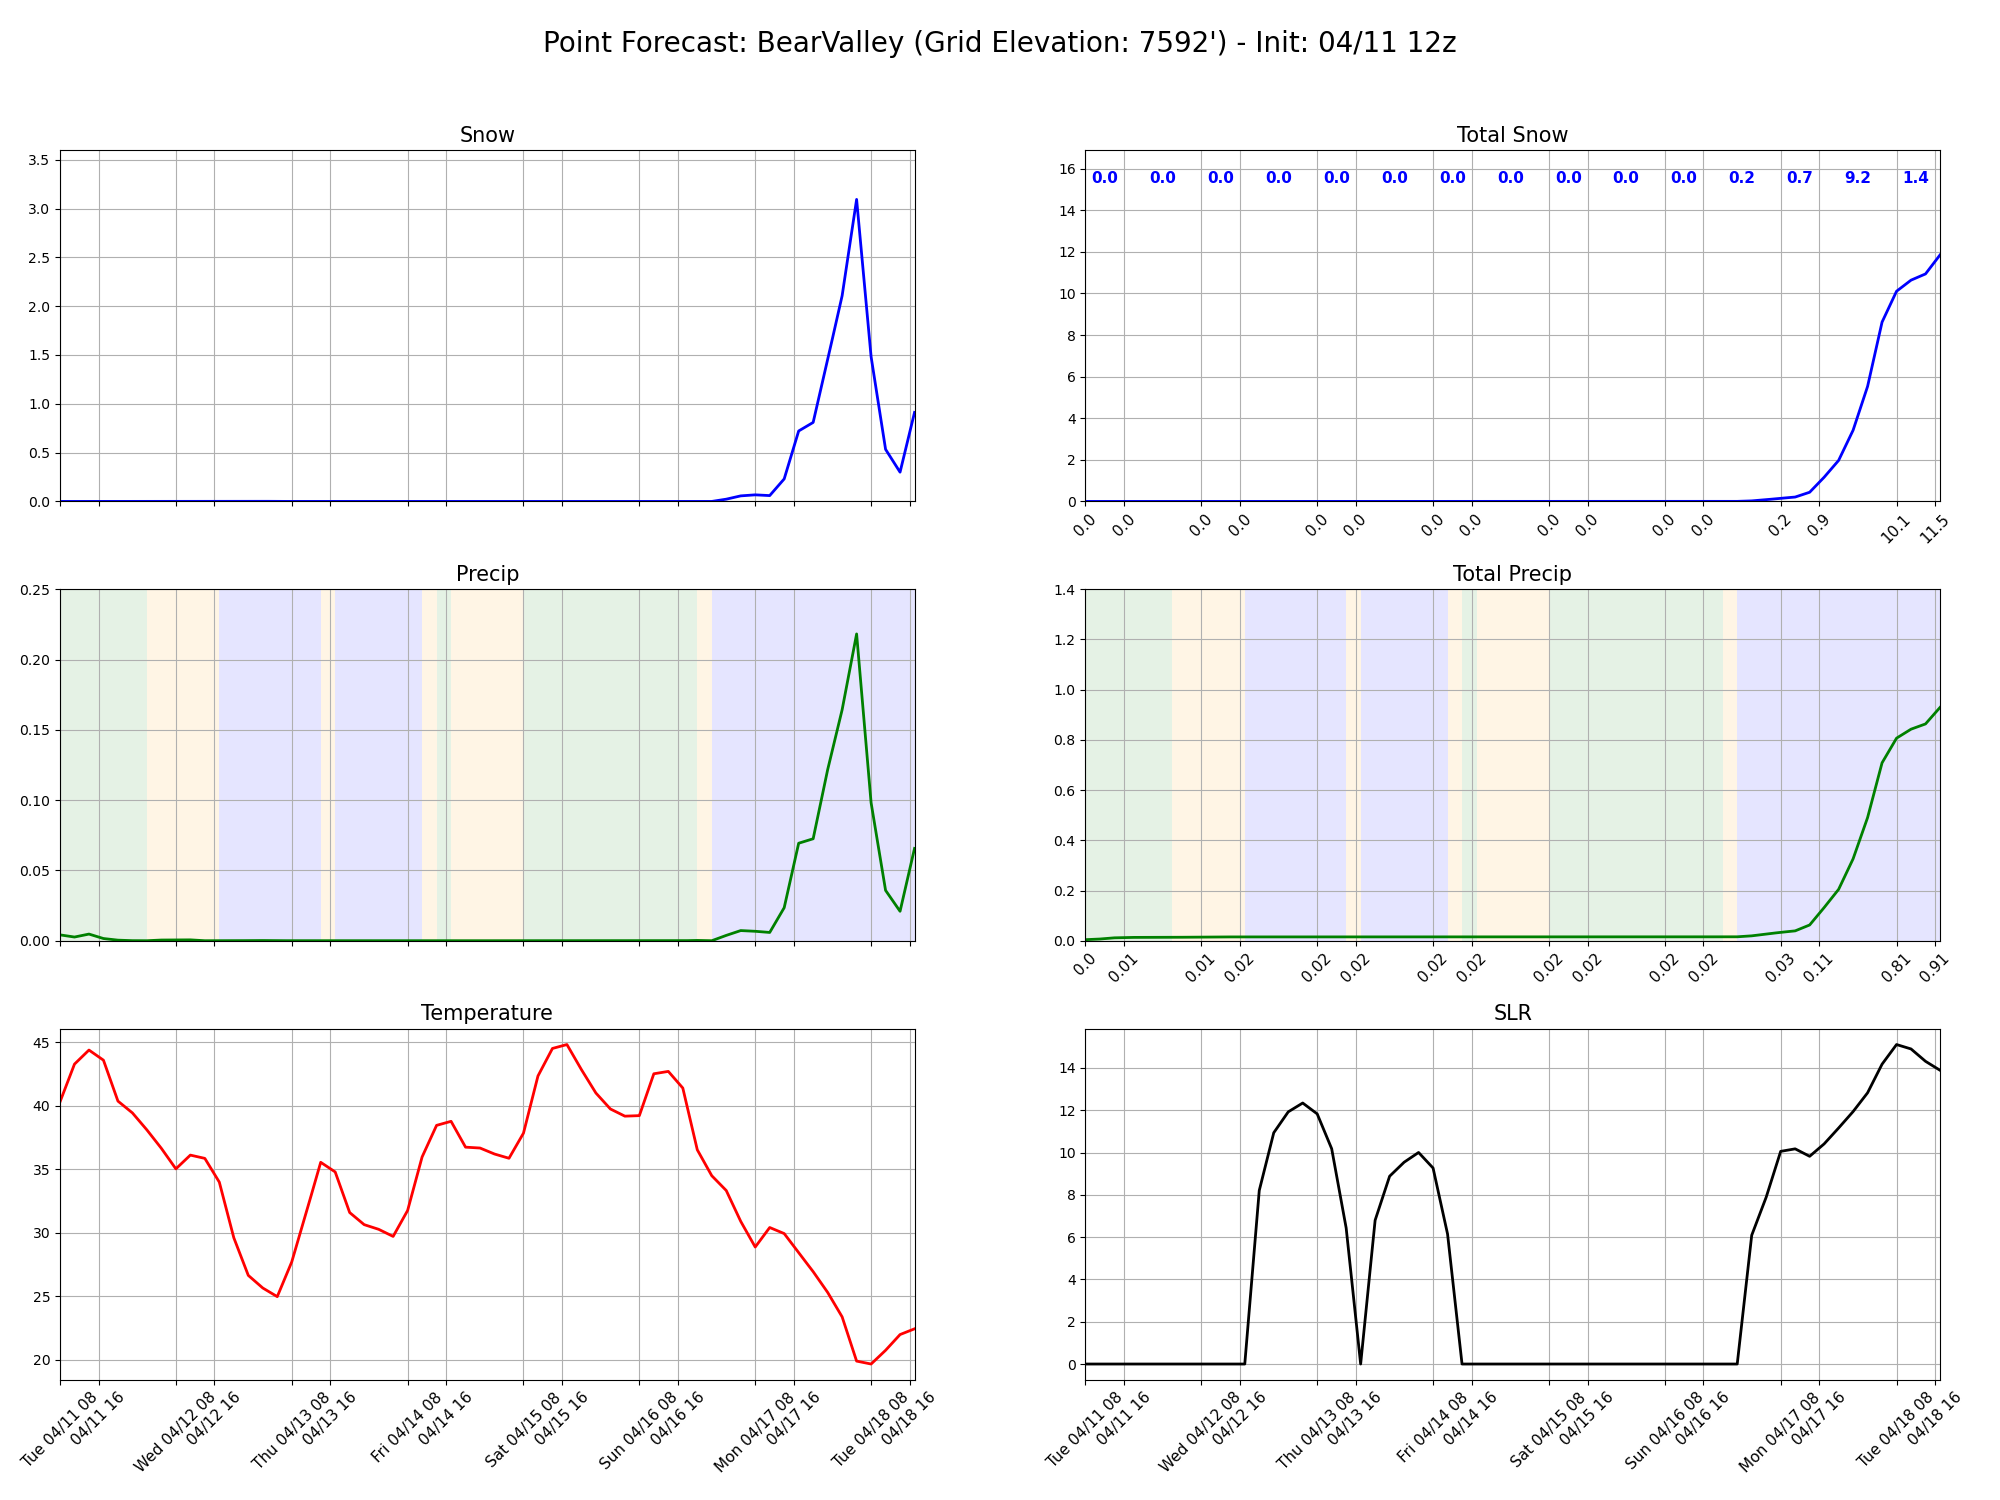 Point Forecast: BearValley (Grid Elevation: 7592') - Init: 04/11 12z
Snow
3.5
3.0
2.5
2.0
1.5
1.0
0.5
0.0
Total Snow
16
14
12
10
8
6
4
2
0
0.0 0.0 0.0 0.0 0.0 0.0 0.0 0.0 0.0 0.0 0.0 0.2 0.7 9.2 1.4
0.0 0.0 0.0 0.0 0.0 0.0 0.0 0.0 0.0 0.0 0.0 0.0 0.2 0.9 10.1 11.5
Precip
0.25
0.20
0.15
0.10
0.05
0.00
Total Precip
1.4
1.2
1.0
0.8
0.6
0.4
0.2
0.0
0.0 0.01 0.01 0.02 0.02 0.02 0.02 0.02 0.02 0.02 0.02 0.02 0.03 0.11 0.81 0.91
Temperature
45
40
35
30
25
20
Tue 04/11 08
04/11 16
Wed 04/12 08
04/12 16
Thu 04/13 08
04/13 16
Fri 04/14 08
04/14 16
Sat 04/15 08
04/15 16
Sun 04/16 08
04/16 16
Mon 04/17 08
04/17 16
Tue 04/18 08
04/18 16
SLR
14
12
10
8
6
4
2
0
Tue 04/11 08
04/11 16
Wed 04/12 08
04/12 16
Thu 04/13 08
04/13 16
Fri 04/14 08
04/14 16
Sat 04/15 08
04/15 16
Sun 04/16 08
04/16 16
Mon 04/17 08
04/17 16
Tue 04/18 08
04/18 16